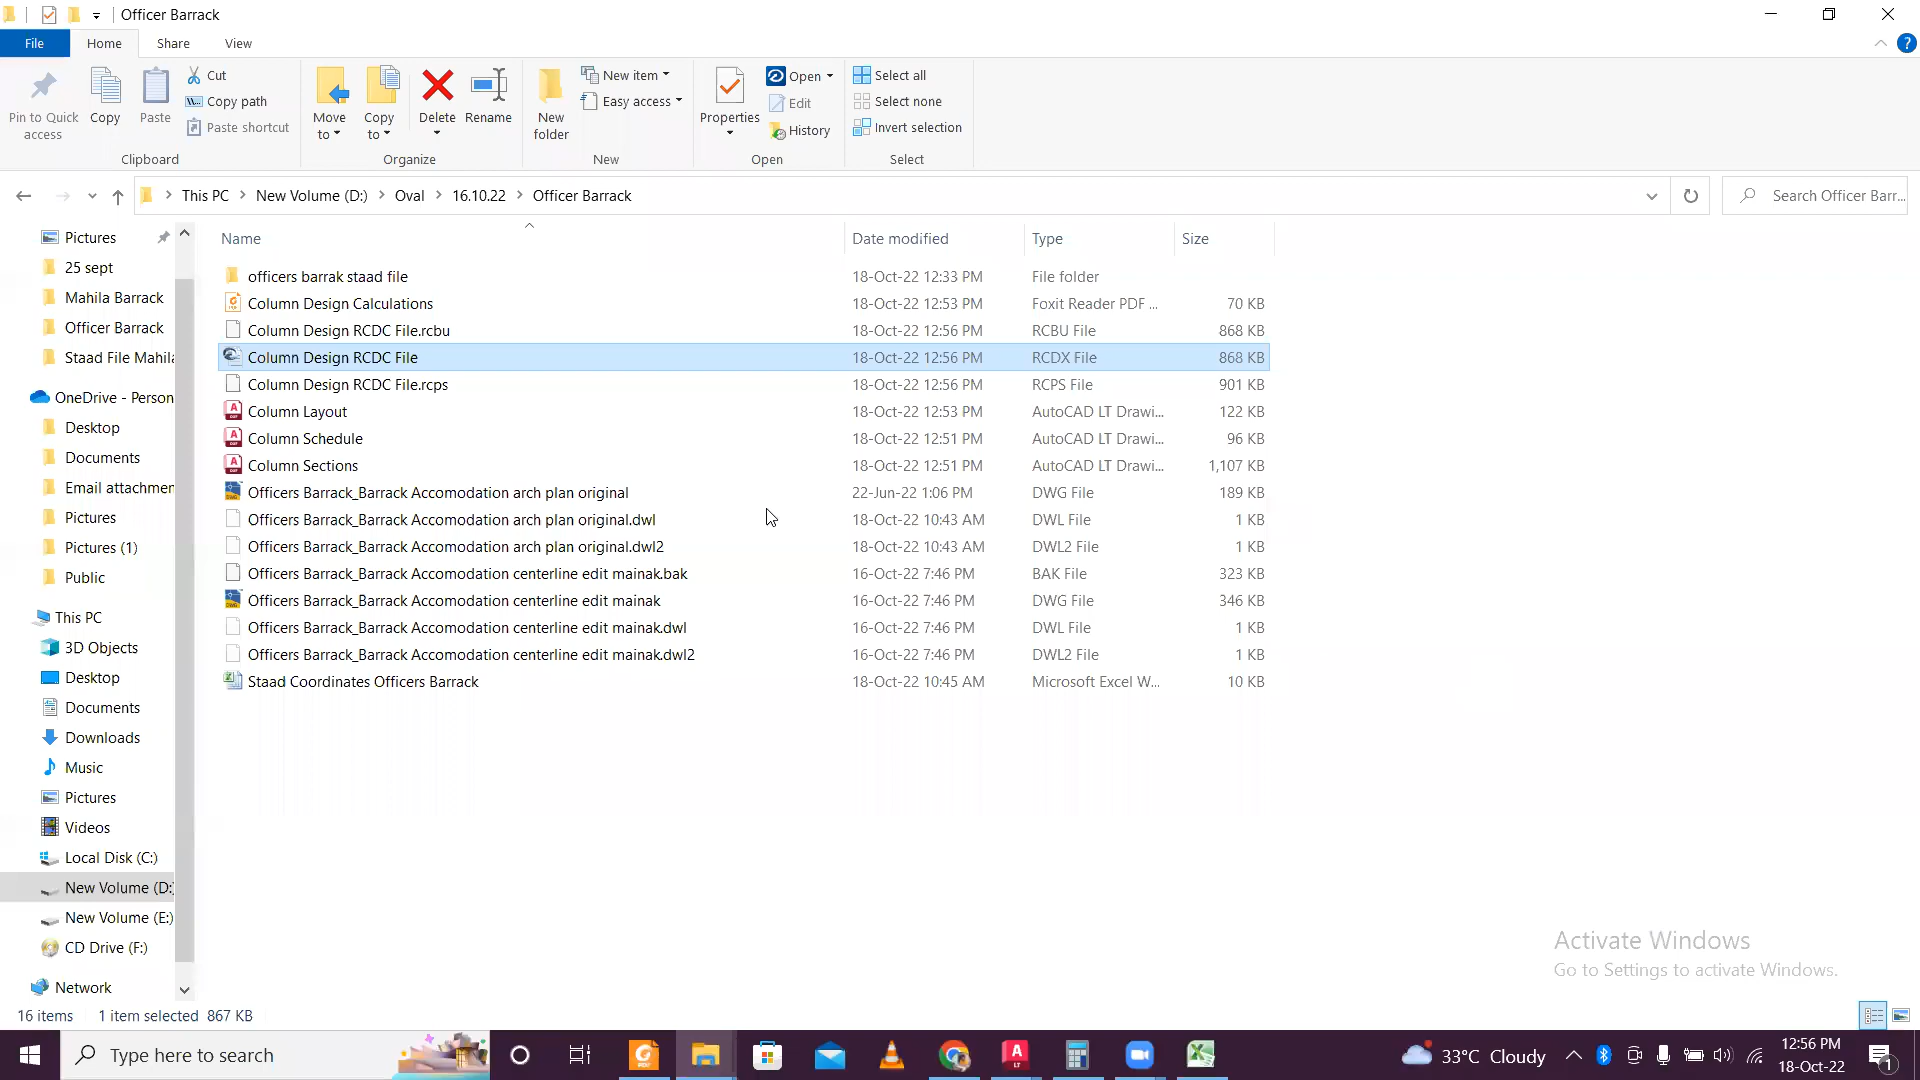 Officer Barrack
File Home Share View
Pin to Quick access
Copy
Paste
Cut
Copy path
Paste shortcut
Clipboard
Move to
Copy to
Delete
Rename
Organize
New folder
New item
Easy access
New
Properties
Open
Edit
History
Open
Select all
Select none
Invert selection
Select
This PC > New Volume (D:) > Oval > 16.10.22 > Officer Barrack
Search Officer Barr...
Pictures
25 sept
Mahila Barrack
Officer Barrack
Staad File Mahila
OneDrive - Person
Desktop
Documents
Email attachmen
Pictures
Pictures (1)
Public
This PC
3D Objects
Desktop
Documents
Downloads
Music
Pictures
Videos
Local Disk (C:)
New Volume (D:)
New Volume (E:)
CD Drive (F:)
Network
Name Date modified Type Size
officers barrak staad file 18-Oct-22 12:33 PM File folder
Column Design Calculations 18-Oct-22 12:53 PM Foxit Reader PDF ... 70 KB
Column Design RCDC File.rcbu 18-Oct-22 12:56 PM RCBU File 868 KB
Column Design RCDC File 18-Oct-22 12:56 PM RCDX File 868 KB
Column Design RCDC File.rcps 18-Oct-22 12:56 PM RCPS File 901 KB
Column Layout 18-Oct-22 12:53 PM AutoCAD LT Drawi... 122 KB
Column Schedule 18-Oct-22 12:51 PM AutoCAD LT Drawi... 96 KB
Column Sections 18-Oct-22 12:51 PM AutoCAD LT Drawi... 1,107 KB
Officers Barrack_Barrack Accomodation arch plan original 22-Jun-22 1:06 PM DWG File 189 KB
Officers Barrack_Barrack Accomodation arch plan original.dwl 18-Oct-22 10:43 AM DWL File 1 KB
Officers Barrack_Barrack Accomodation arch plan original.dwl2 18-Oct-22 10:43 AM DWL2 File 1 KB
Officers Barrack_Barrack Accomodation centerline edit mainak.bak 16-Oct-22 7:46 PM BAK File 323 KB
Officers Barrack_Barrack Accomodation centerline edit mainak 16-Oct-22 7:46 PM DWG File 346 KB
Officers Barrack_Barrack Accomodation centerline edit mainak.dwl 16-Oct-22 7:46 PM DWL File 1 KB
Officers Barrack_Barrack Accomodation centerline edit mainak.dwl2 16-Oct-22 7:46 PM DWL2 File 1 KB
Staad Coordinates Officers Barrack 18-Oct-22 10:45 AM Microsoft Excel W... 10 KB
Activate Windows
Go to Settings to activate Windows.
16 items 1 item selected 867 KB
Type here to search
33°C Cloudy
12:56 PM
18-Oct-22
1